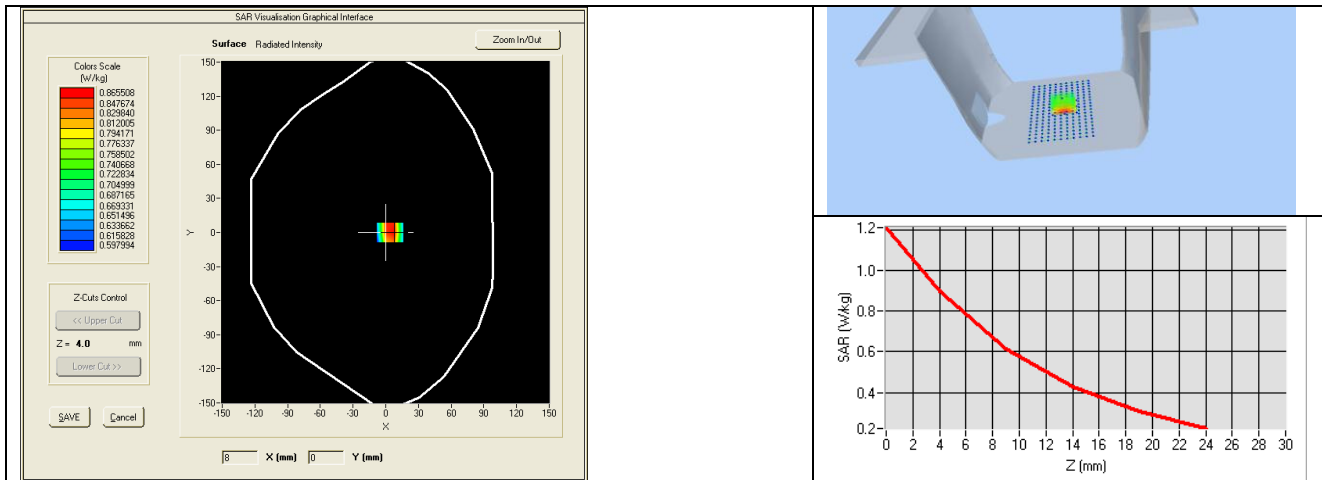 SAR Visualisation Graphical Interface
Surface Radiated Intensity
Zoom In/Out
Colors Scale
(W/kg)
0.865508
0.847674
0.829840
0.812005
0.794171
0.776337
0.758502
0.740668
0.722834
0.704999
0.687165
0.669331
0.651496
0.633662
0.615828
0.597994
Z-Cuts Control
<< Upper Cut
Z = 4.0 mm
Lower Cut >>
SAVE Cancel
150-
120-
90-
60-
30-
0-
-30-
-60-
-90-
-120-
-150-
Y
-150 -120 -90 -60 -30 0 30 60 90 120 150
X
8 X (mm) 0 Y (mm)
1.2-
1.0-
0.8-
0.6-
0.4-
0.2-
SAR (W/kg)
0 2 4 6 8 10 12 14 16 18 20 22 24 26 28 30
Z (mm)